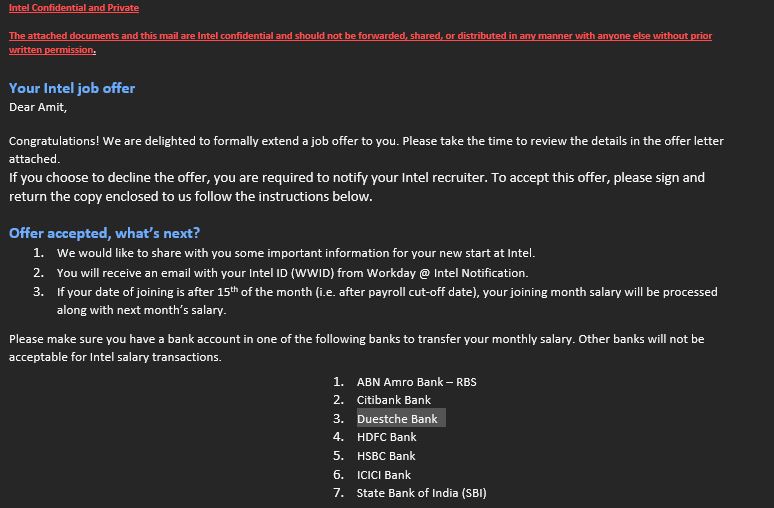 Intel Confidential and Private
The attached documents and this mail are Intel confidential and should not be forwarded, shared, or distributed in any manner with anyone else without prior
written permission.
Your Intel job offer
Dear Amit,
Congratulations! We are delighted to formally extend a job offer to you. Please take the time to review the details in the offer letter
attached.
If you choose to decline the offer, you are required to notify your Intel recruiter. To accept this offer, please sign and
return the copy enclosed to us follow the instructions below.
Offer accepted, what's next?
1. We would like to share with you some important information for your new start at Intel.
2. You will receive an email with your Intel ID (WWID) from Workday @ Intel Notification.
3. If your date of joining is after 15th of the month (i.e. after payroll cut-off date), your joining month salary will be processed
along with next month's salary.
Please make sure you have a bank account in one of the following banks to transfer your monthly salary. Other banks will not be
acceptable for Intel salary transactions.
1. ABN Amro Bank – RBS
2. Citibank Bank
3. Duestche Bank
4. HDFC Bank
5. HSBC Bank
6. ICICI Bank
7. State Bank of India (SBI)